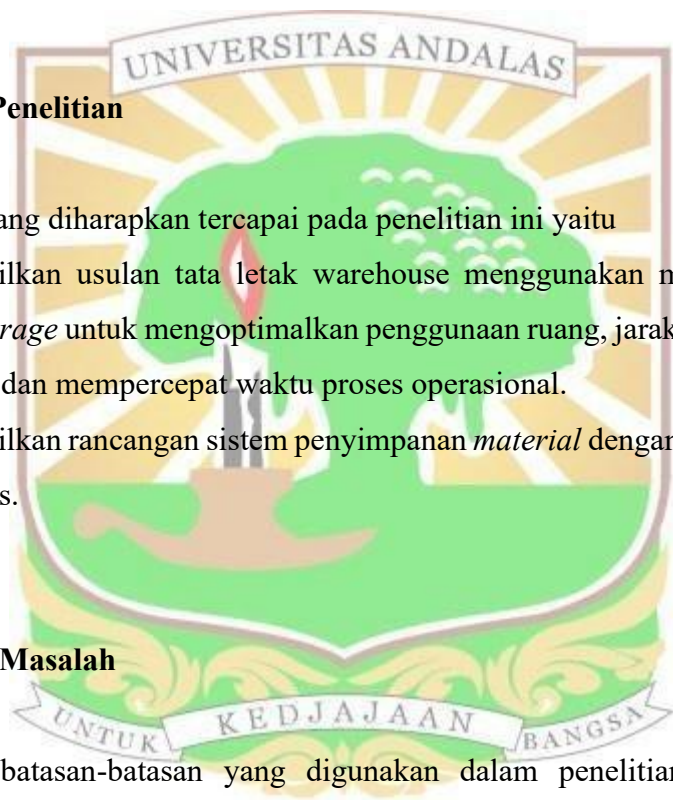 UNIVERSITAS ANDALAS
Penelitian
ang diharapkan tercapai pada penelitian ini yaitu
ilkan usulan tata letak warehouse menggunakan m
rage untuk mengoptimalkan penggunaan ruang, jarak
dan mempercepat waktu proses operasional.
ilkan rancangan sistem penyimpanan material dengan
s.
Masalah
UNTUK KEDJAJAAN BANGSA
batasan-batasan yang digunakan dalam penelitian